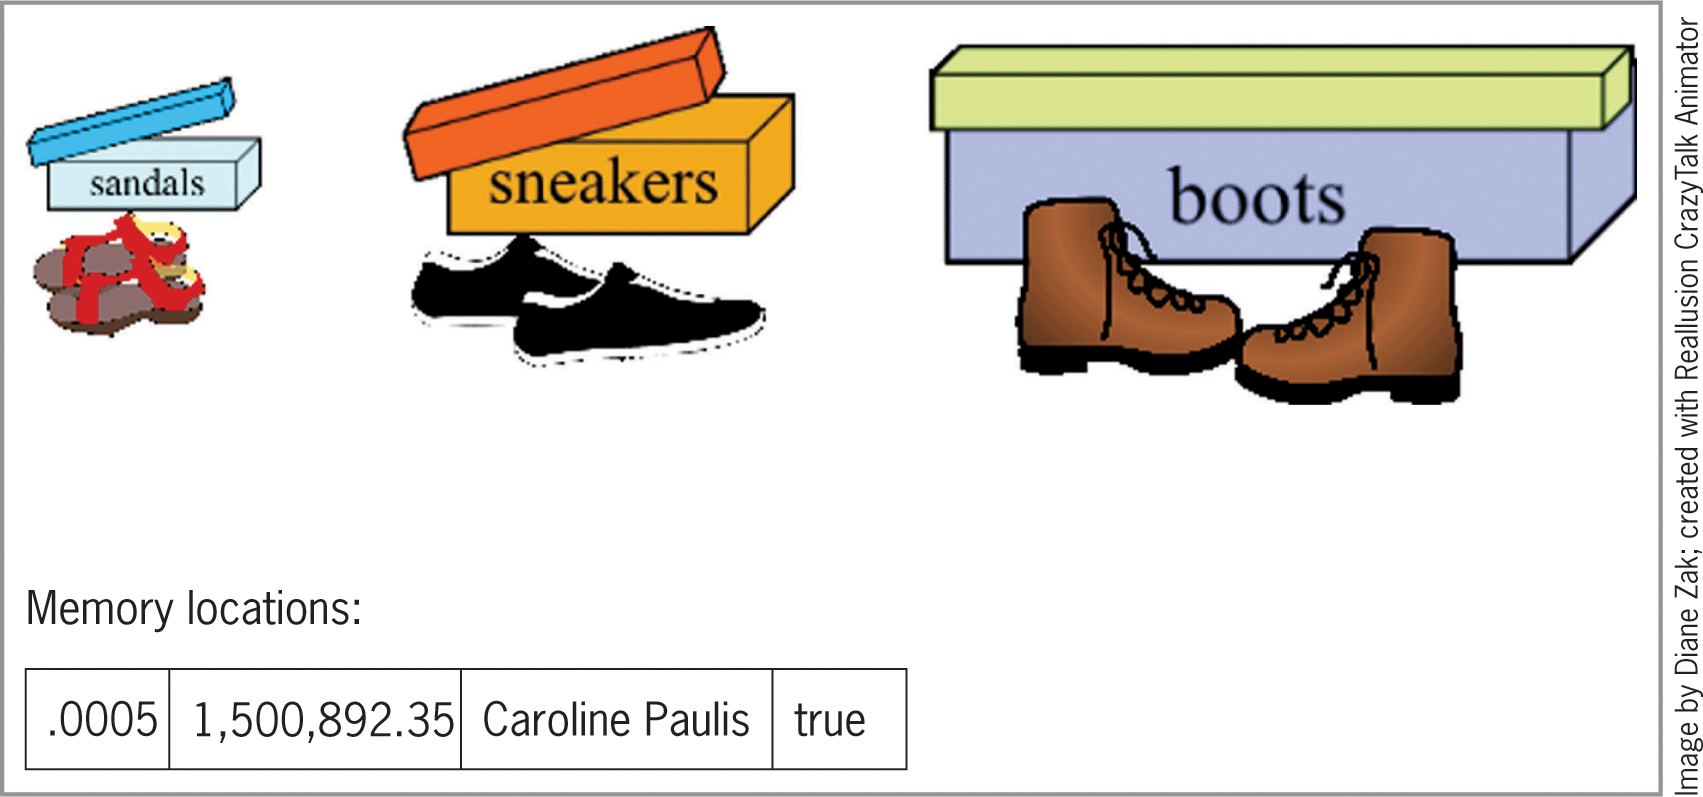 sandals
sneakers
boots
Memory locations:
.0005 1,500,892.35 Caroline Paulis true
Image by Diane Zak; created with Reallusion CrazyTalk Animator